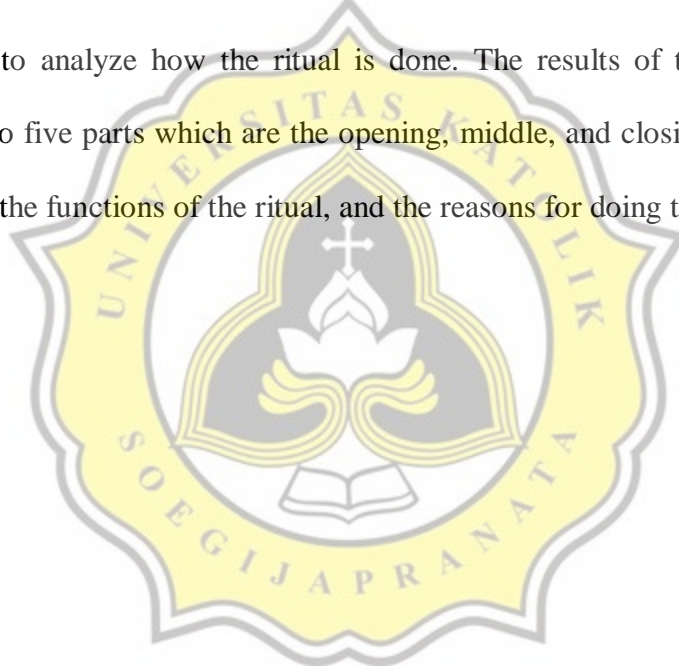 to analyze how the ritual is done. The results of
five parts which are the opening, middle, and
the functions of the ritual, and the reasons for doing
UNIVERSITAS KATOLIK
SOEGIJAPRANATA